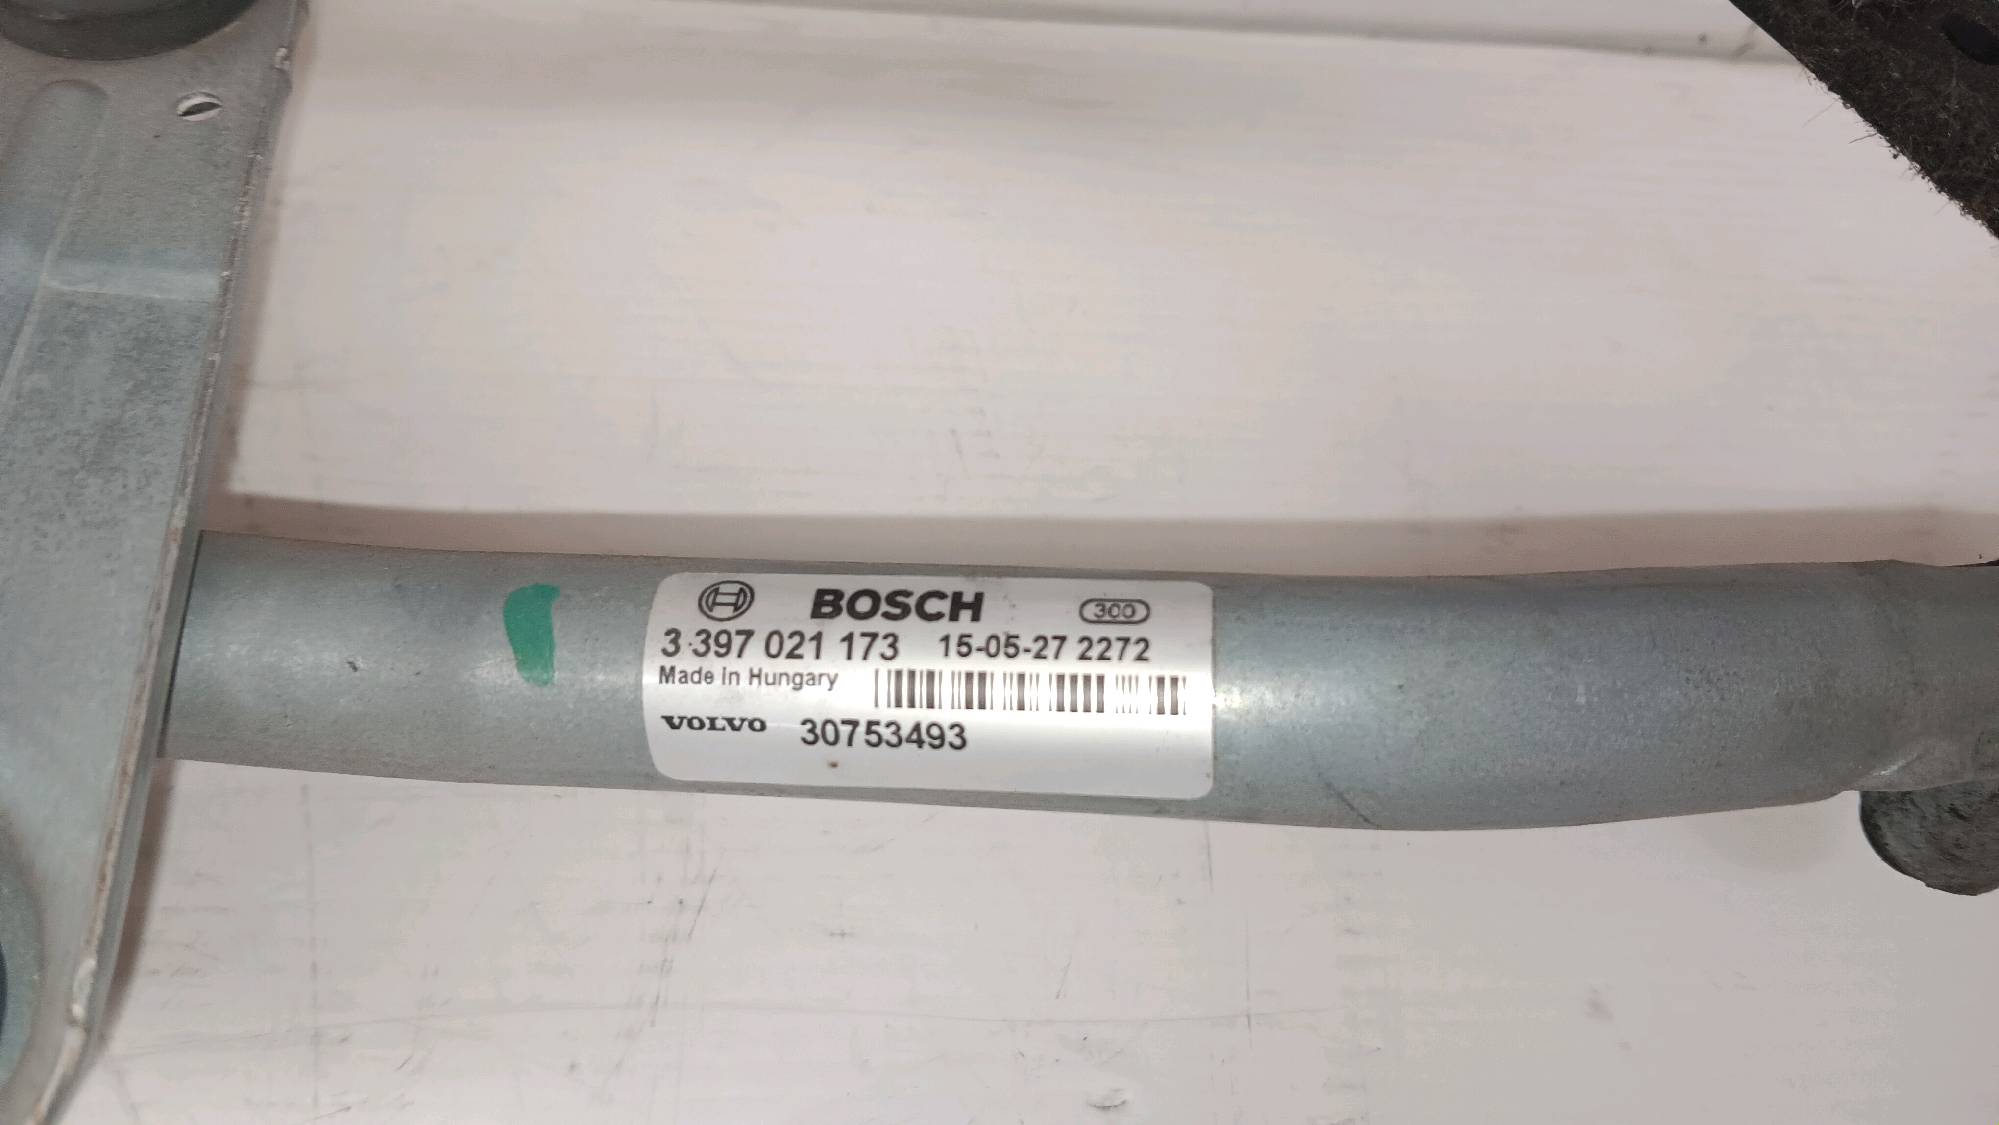 BOSCH 300
3 397 021 173 15-05-27 2272
Made in Hungary
VOLVO 30753493